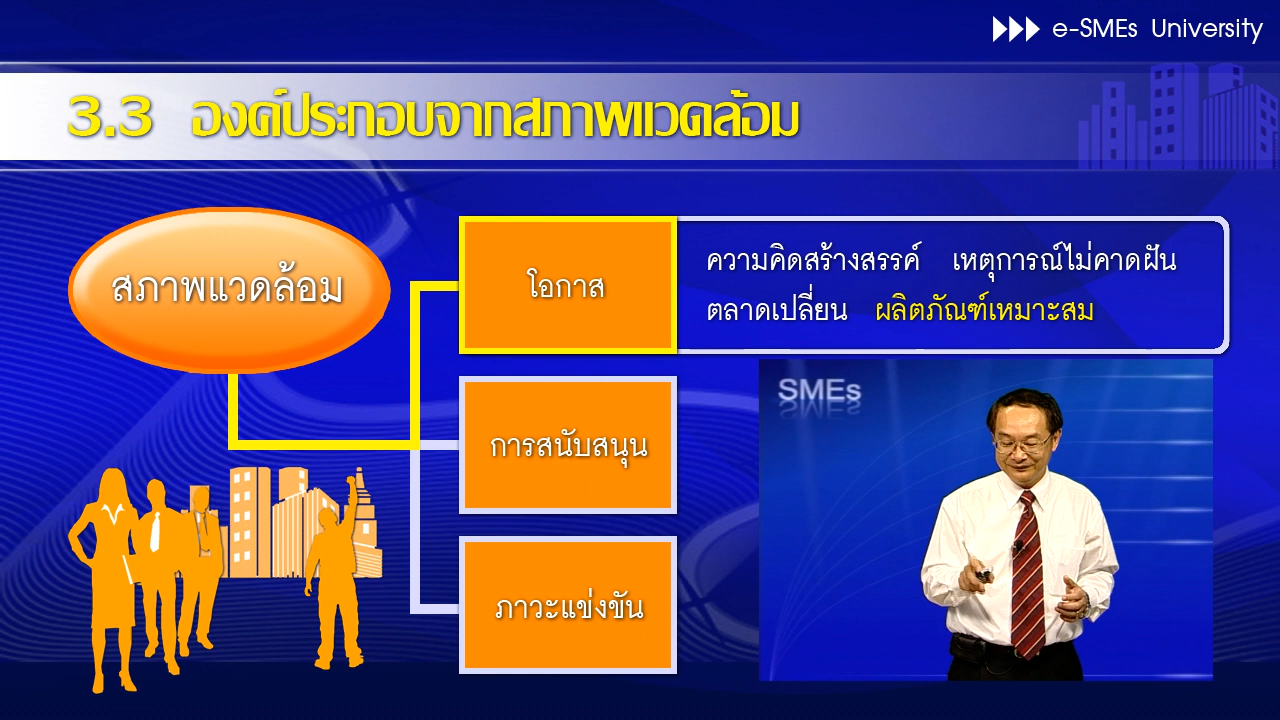 e-SMEs University
3.3 องค์ประกอบจากสภาพแวดล้อม
สภาพแวดล้อม
โอกาส
ความคิดสร้างสรรค์ เหตุการณ์ไม่คาดฝัน
ตลาดเปลี่ยน ผลิตภัณฑ์เหมาะสม
SMEs
การสนับสนุน
ภาวะแข่งขัน